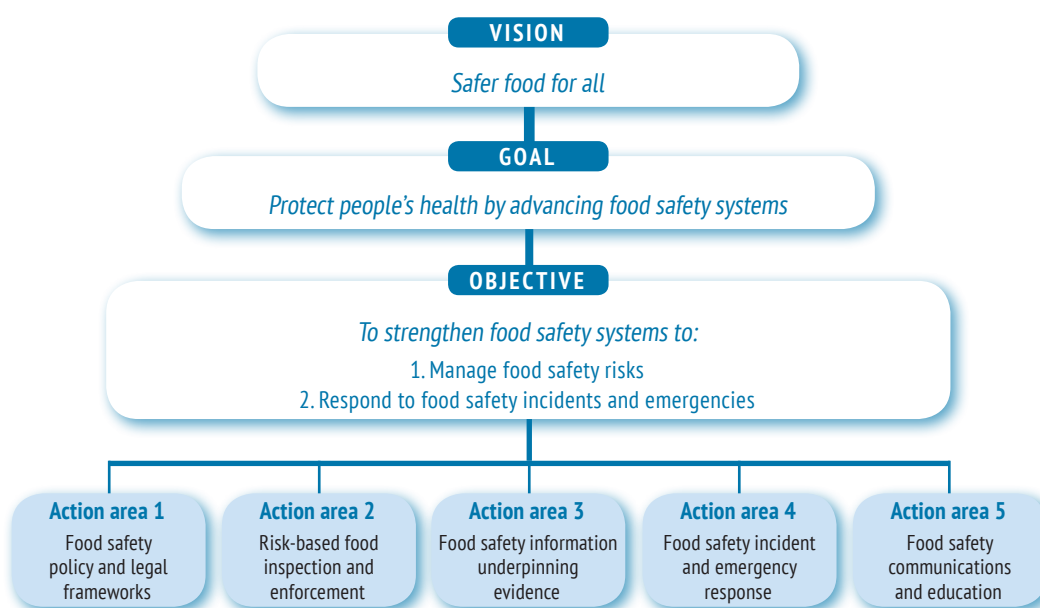 VISION
Safer food for all
GOAL
Protect people's health by advancing food safety systems
OBJECTIVE
To strengthen food safety systems to:
1. Manage food safety risks
2. Respond to food safety incidents and emergencies
Action area 1
Food safety
policy and legal
frameworks
Action area 2
Risk-based food
inspection and
enforcement
Action area 3
Food safety information
underpinning
evidence
Action area 4
Food safety incident
and emergency
response
Action area 5
Food safety
communications
and education